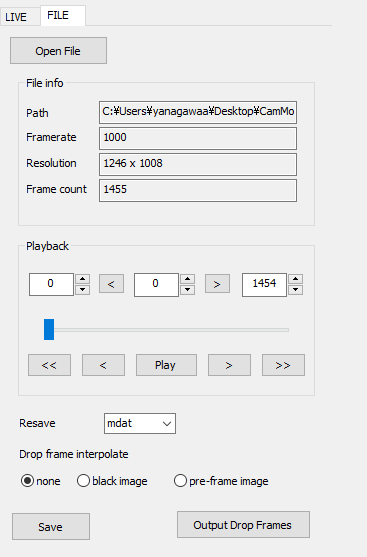 LIVE FILE
Open File
File info
Path C:¥Users¥yanagawaa¥Desktop¥CamMo
Framerate 1000
Resolution 1246 x 1008
Frame count 1455
Playback
0 < 0 > 1454
<< < Play > >>
Resave mdat
Drop frame interpolate
none black image pre-frame image
Save Output Drop Frames